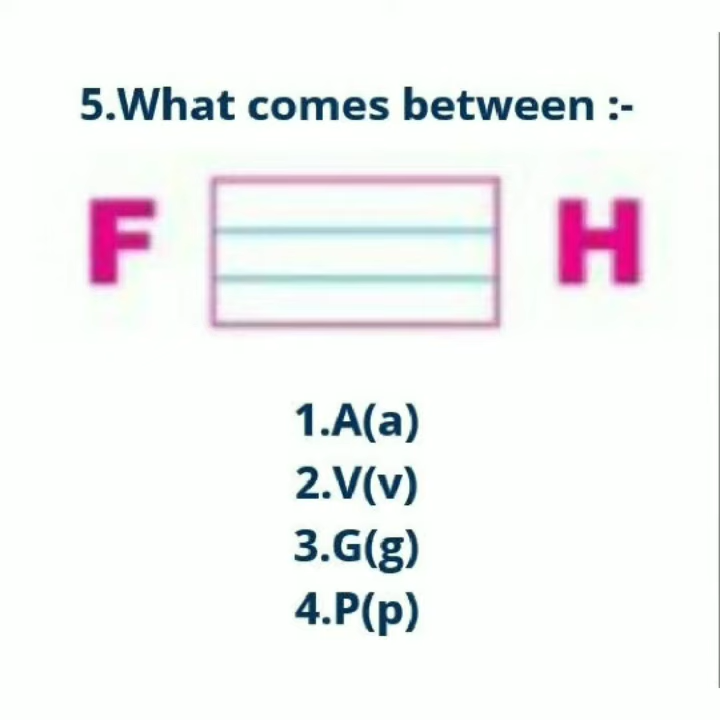 5.What comes between :-
F H
1.A(a)
2.V(v)
3.G(g)
4.P(p)